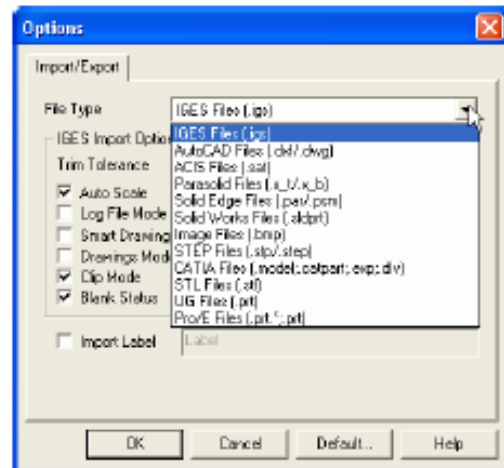 Options
Import/Export
File Type
IGES Files (.igs)
IGES Import Option
IGES Files (.igs)
Trim Tolerance
AutoCAD Files (.dxf/.dwg)
ACIS Files (.sat)
Auto Scale
Parasolid Files (.x_t/.x_b)
Log File Mode
Solid Edge Files (.par/.psm)
Solid Works Files (.sldprt)
Smart Drawing
Image Files (.bmp)
Drawings Mod
STEP Files (.stp/.step)
Clip Mode
CATIA Files (.model;.catpart;.exp;.dlv)
Blank Status
STL Files (.stl)
UG Files (.prt)
Pro/E Files (.prt.*;.prt)
Import Label
Label
OK Cancel Default... Help